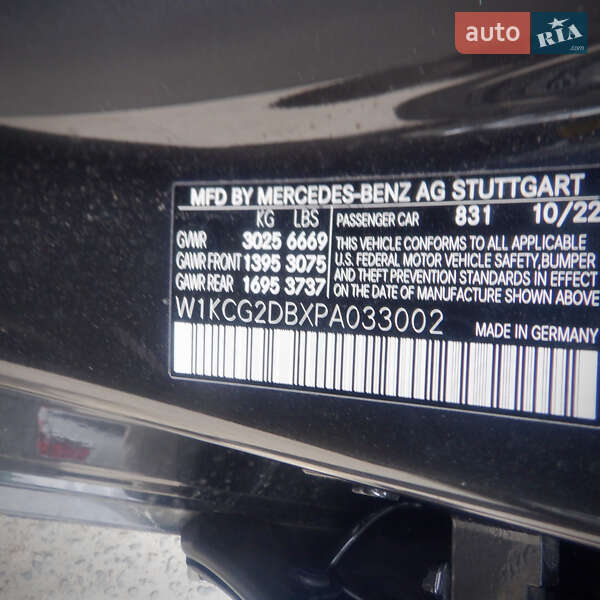 auto RIA .com
MFD BY MERCEDES-BENZ AG STUTTGART
KG LBS
GVWR 3025 6669
GAWR FRONT 1395 3075
GAWR REAR 1695 3737
PASSENGER CAR 831 10/22
THIS VEHICLE CONFORMS TO ALL APPLICABLE
U.S. FEDERAL MOTOR VEHICLE SAFETY,BUMPER
AND THEFT PREVENTION STANDARDS IN EFFECT
ON THE DATE OF MANUFACTURE SHOWN ABOVE
W1KCG2DBXPA033002 MADE IN GERMANY